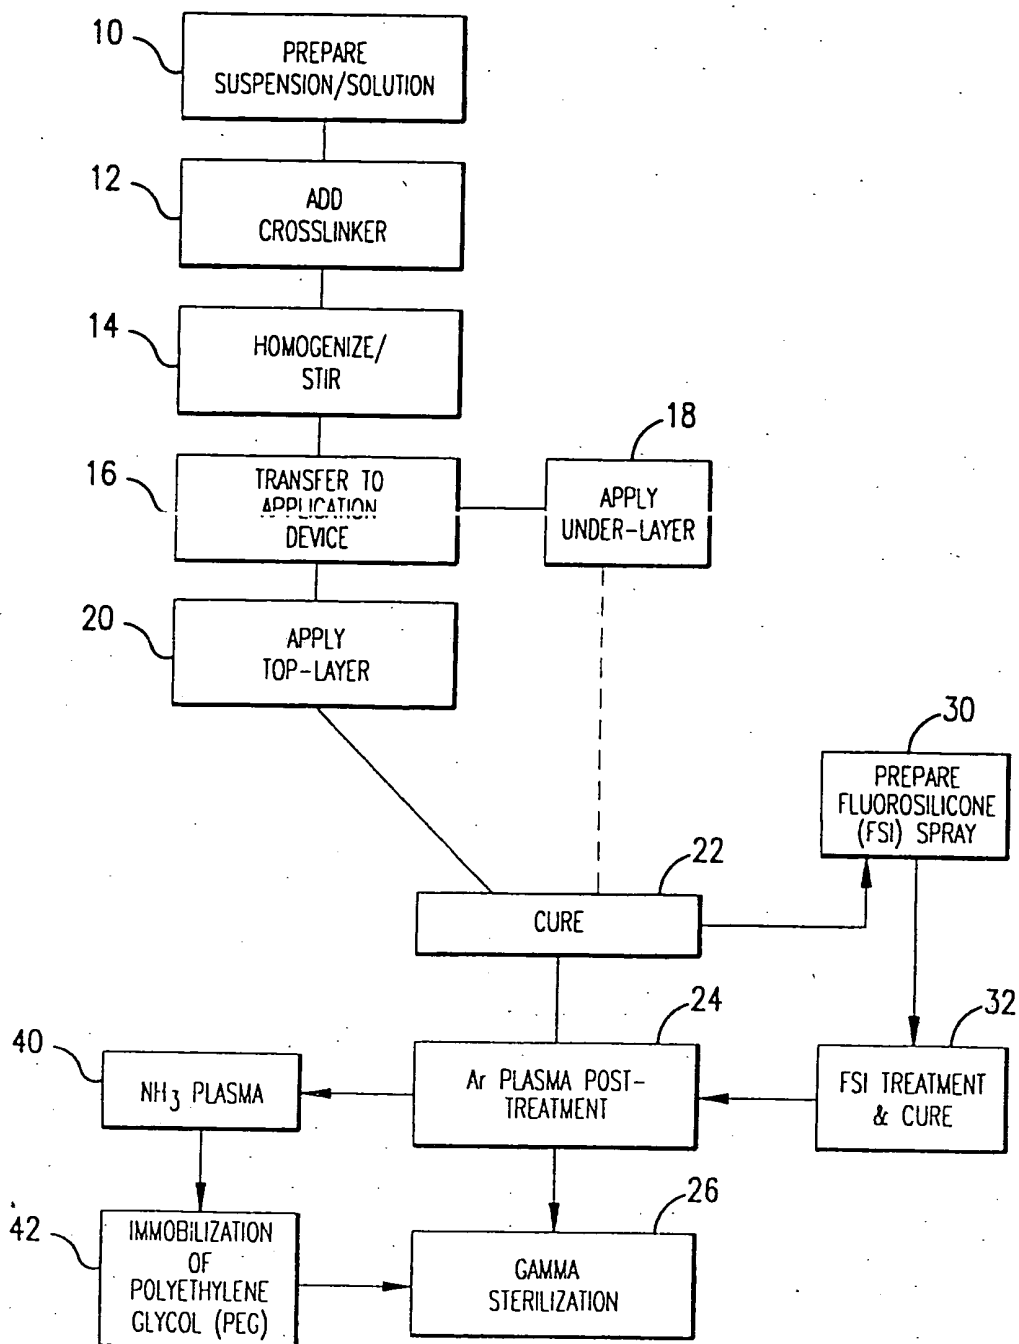 10
PREPARE
SUSPENSION/SOLUTION
12
ADD
CROSSLINKER
14
HOMOGENIZE/
STIR
16
TRANSFER TO
APPLICATION
DEVICE
18
APPLY
UNDER-LAYER
20
APPLY
TOP-LAYER
30
PREPARE
FLUOROSILICONE
(FSI) SPRAY
22
CURE
24
Ar PLASMA POST-
TREATMENT
32
FSI TREATMENT
& CURE
40
NH3 PLASMA
42
IMMOBILIZATION
OF
POLYETHYLENE
GLYCOL (PEG)
26
GAMMA
STERILIZATION